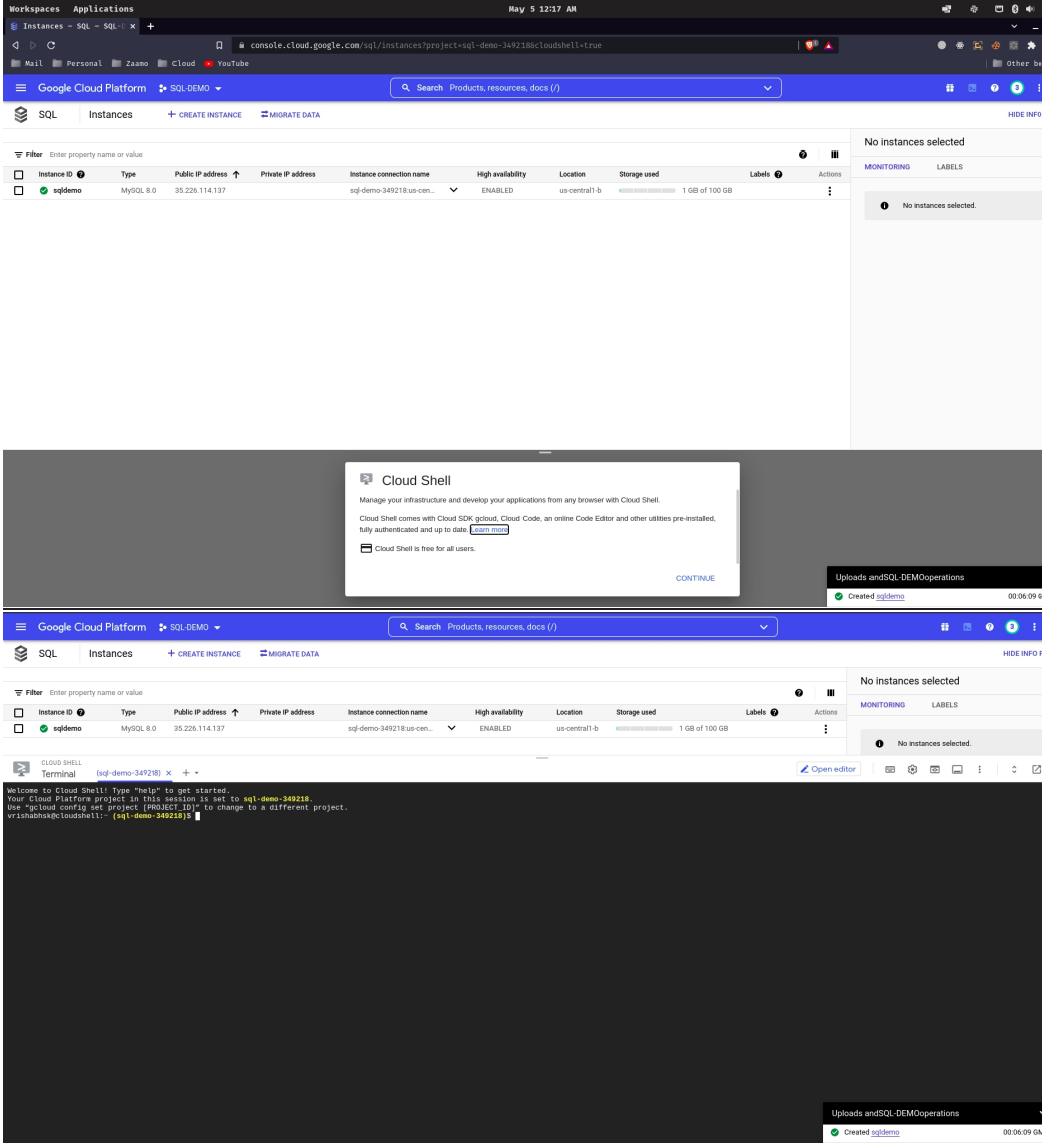 Workspaces Applications May 5 12:17 AM
Instances – SQL – SQL-D × +
console.cloud.google.com/sql/instances?project=sql-demo-349218&cloudshell=true
Mail Personal Zaamo Cloud YouTube Other be
Google Cloud Platform SQL-DEMO Search Products, resources, docs (/) 3
SQL Instances + CREATE INSTANCE MIGRATE DATA HIDE INFO
No instances selected
Filter Enter property name or value
MONITORING LABELS
Instance ID Type Public IP address Private IP address Instance connection name High availability Location Storage used Labels Actions
sqldemo MySQL 8.0 35.226.114.137 sql-demo-349218:us-cen... ENABLED us-central1-b 1 GB of 100 GB
No instances selected.
Cloud Shell
Manage your infrastructure and develop your applications from any browser with Cloud Shell.
Cloud Shell comes with Cloud SDK gcloud, Cloud Code, an online Code Editor and other utilities pre-installed,
fully authenticated and up to date. Learn more
Cloud Shell is free for all users.
CONTINUE
Uploads andSQL-DEMOoperations
Created sqldemo 00:06:09 G
Google Cloud Platform SQL-DEMO Search Products, resources, docs (/) 3
SQL Instances + CREATE INSTANCE MIGRATE DATA HIDE INFO P
No instances selected
Filter Enter property name or value
MONITORING LABELS
Instance ID Type Public IP address Private IP address Instance connection name High availability Location Storage used Labels Actions
sqldemo MySQL 8.0 35.226.114.137 sql-demo-349218:us-cen... ENABLED us-central1-b 1 GB of 100 GB
No instances selected.
CLOUD SHELL
Terminal (sql-demo-349218) × + Open editor
Welcome to Cloud Shell! Type "help" to get started.
Your Cloud Platform project in this session is set to sql-demo-349218.
Use "gcloud config set project [PROJECT_ID]" to change to a different project.
vrishabhsk@cloudshell:~ (sql-demo-349218)$
Uploads andSQL-DEMOoperations
Created sqldemo 00:06:09 GM